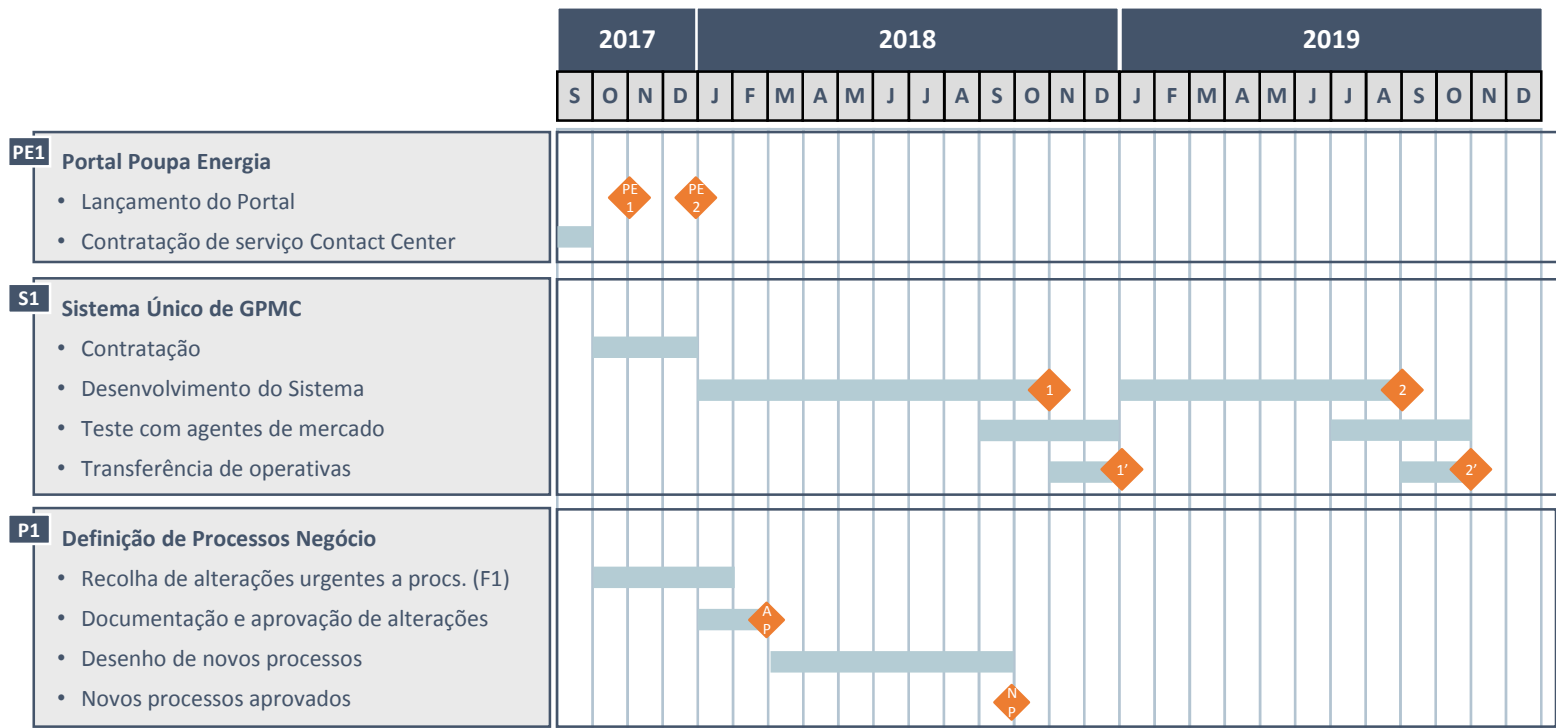 2017 2018 2019
S O N D J F M A M J J A S O N D J F M A M J J A S O N D
PE1
Portal Poupa Energia
• Lançamento do Portal
PE
1
PE
2
• Contratação de serviço Contact Center
S1
Sistema Único de GPMC
• Contratação
• Desenvolvimento do Sistema
1
2
• Teste com agentes de mercado
• Transferência de operativas
1'
2'
P1
Definição de Processos Negócio
• Recolha de alterações urgentes a procs. (F1)
• Documentação e aprovação de alterações
A
P
• Desenho de novos processos
• Novos processos aprovados
N
P